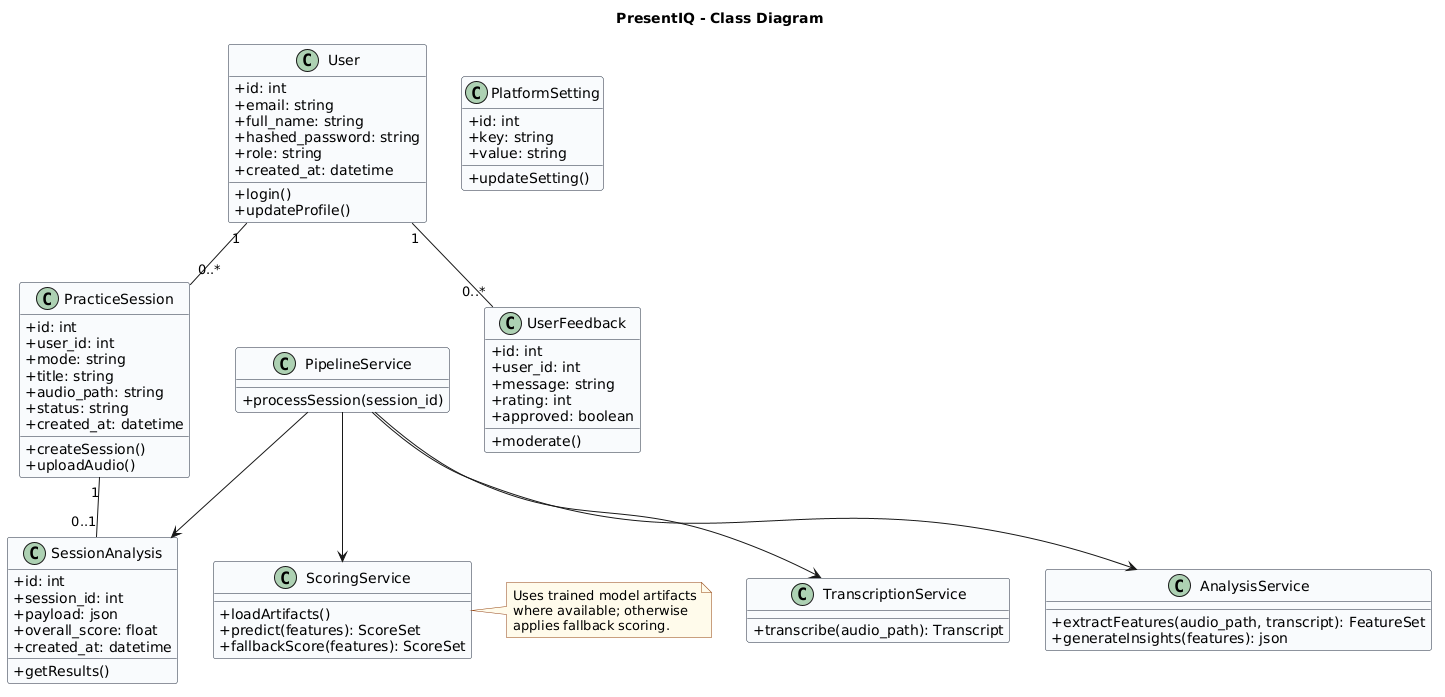 PresentIQ - Class Diagram
C User
+id: int
+email: string
+full_name: string
+hashed_password: string
+role: string
+created_at: datetime
+login()
+updateProfile()
C PlatformSetting
+id: int
+key: string
+value: string
+updateSetting()
1
0..*
1
0..*
C PracticeSession
+id: int
+user_id: int
+mode: string
+title: string
+audio_path: string
+status: string
+created_at: datetime
+createSession()
+uploadAudio()
C PipelineService
+processSession(session_id)
C UserFeedback
+id: int
+user_id: int
+message: string
+rating: int
+approved: boolean
+moderate()
1
0..1
C SessionAnalysis
+id: int
+session_id: int
+payload: json
+overall_score: float
+created_at: datetime
+getResults()
C ScoringService
+loadArtifacts()
+predict(features): ScoreSet
+fallbackScore(features): ScoreSet
Uses trained model artifacts
where available; otherwise
applies fallback scoring.
C TranscriptionService
+transcribe(audio_path): Transcript
C AnalysisService
+extractFeatures(audio_path, transcript): FeatureSet
+generateInsights(features): json